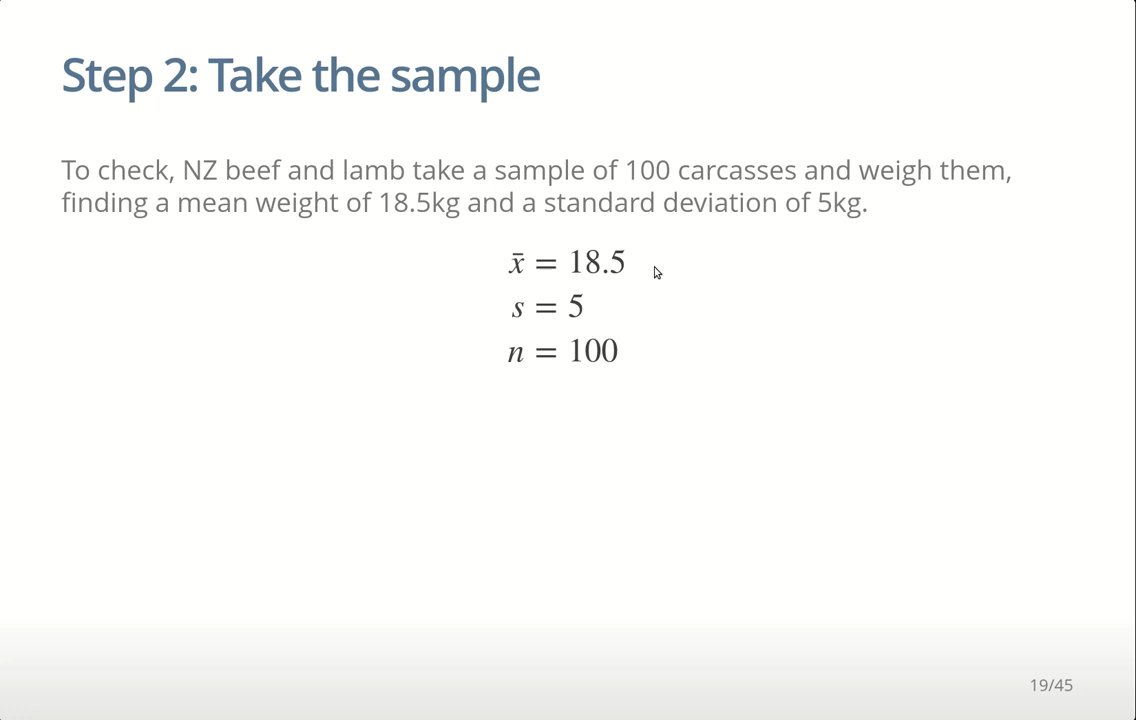 Step 2: Take the sample
To check, NZ beef and lamb take a sample of 100 carcasses and weigh them,
finding a mean weight of 18.5kg and a standard deviation of 5kg.
x̄ = 18.5
s = 5
n = 100
19/45